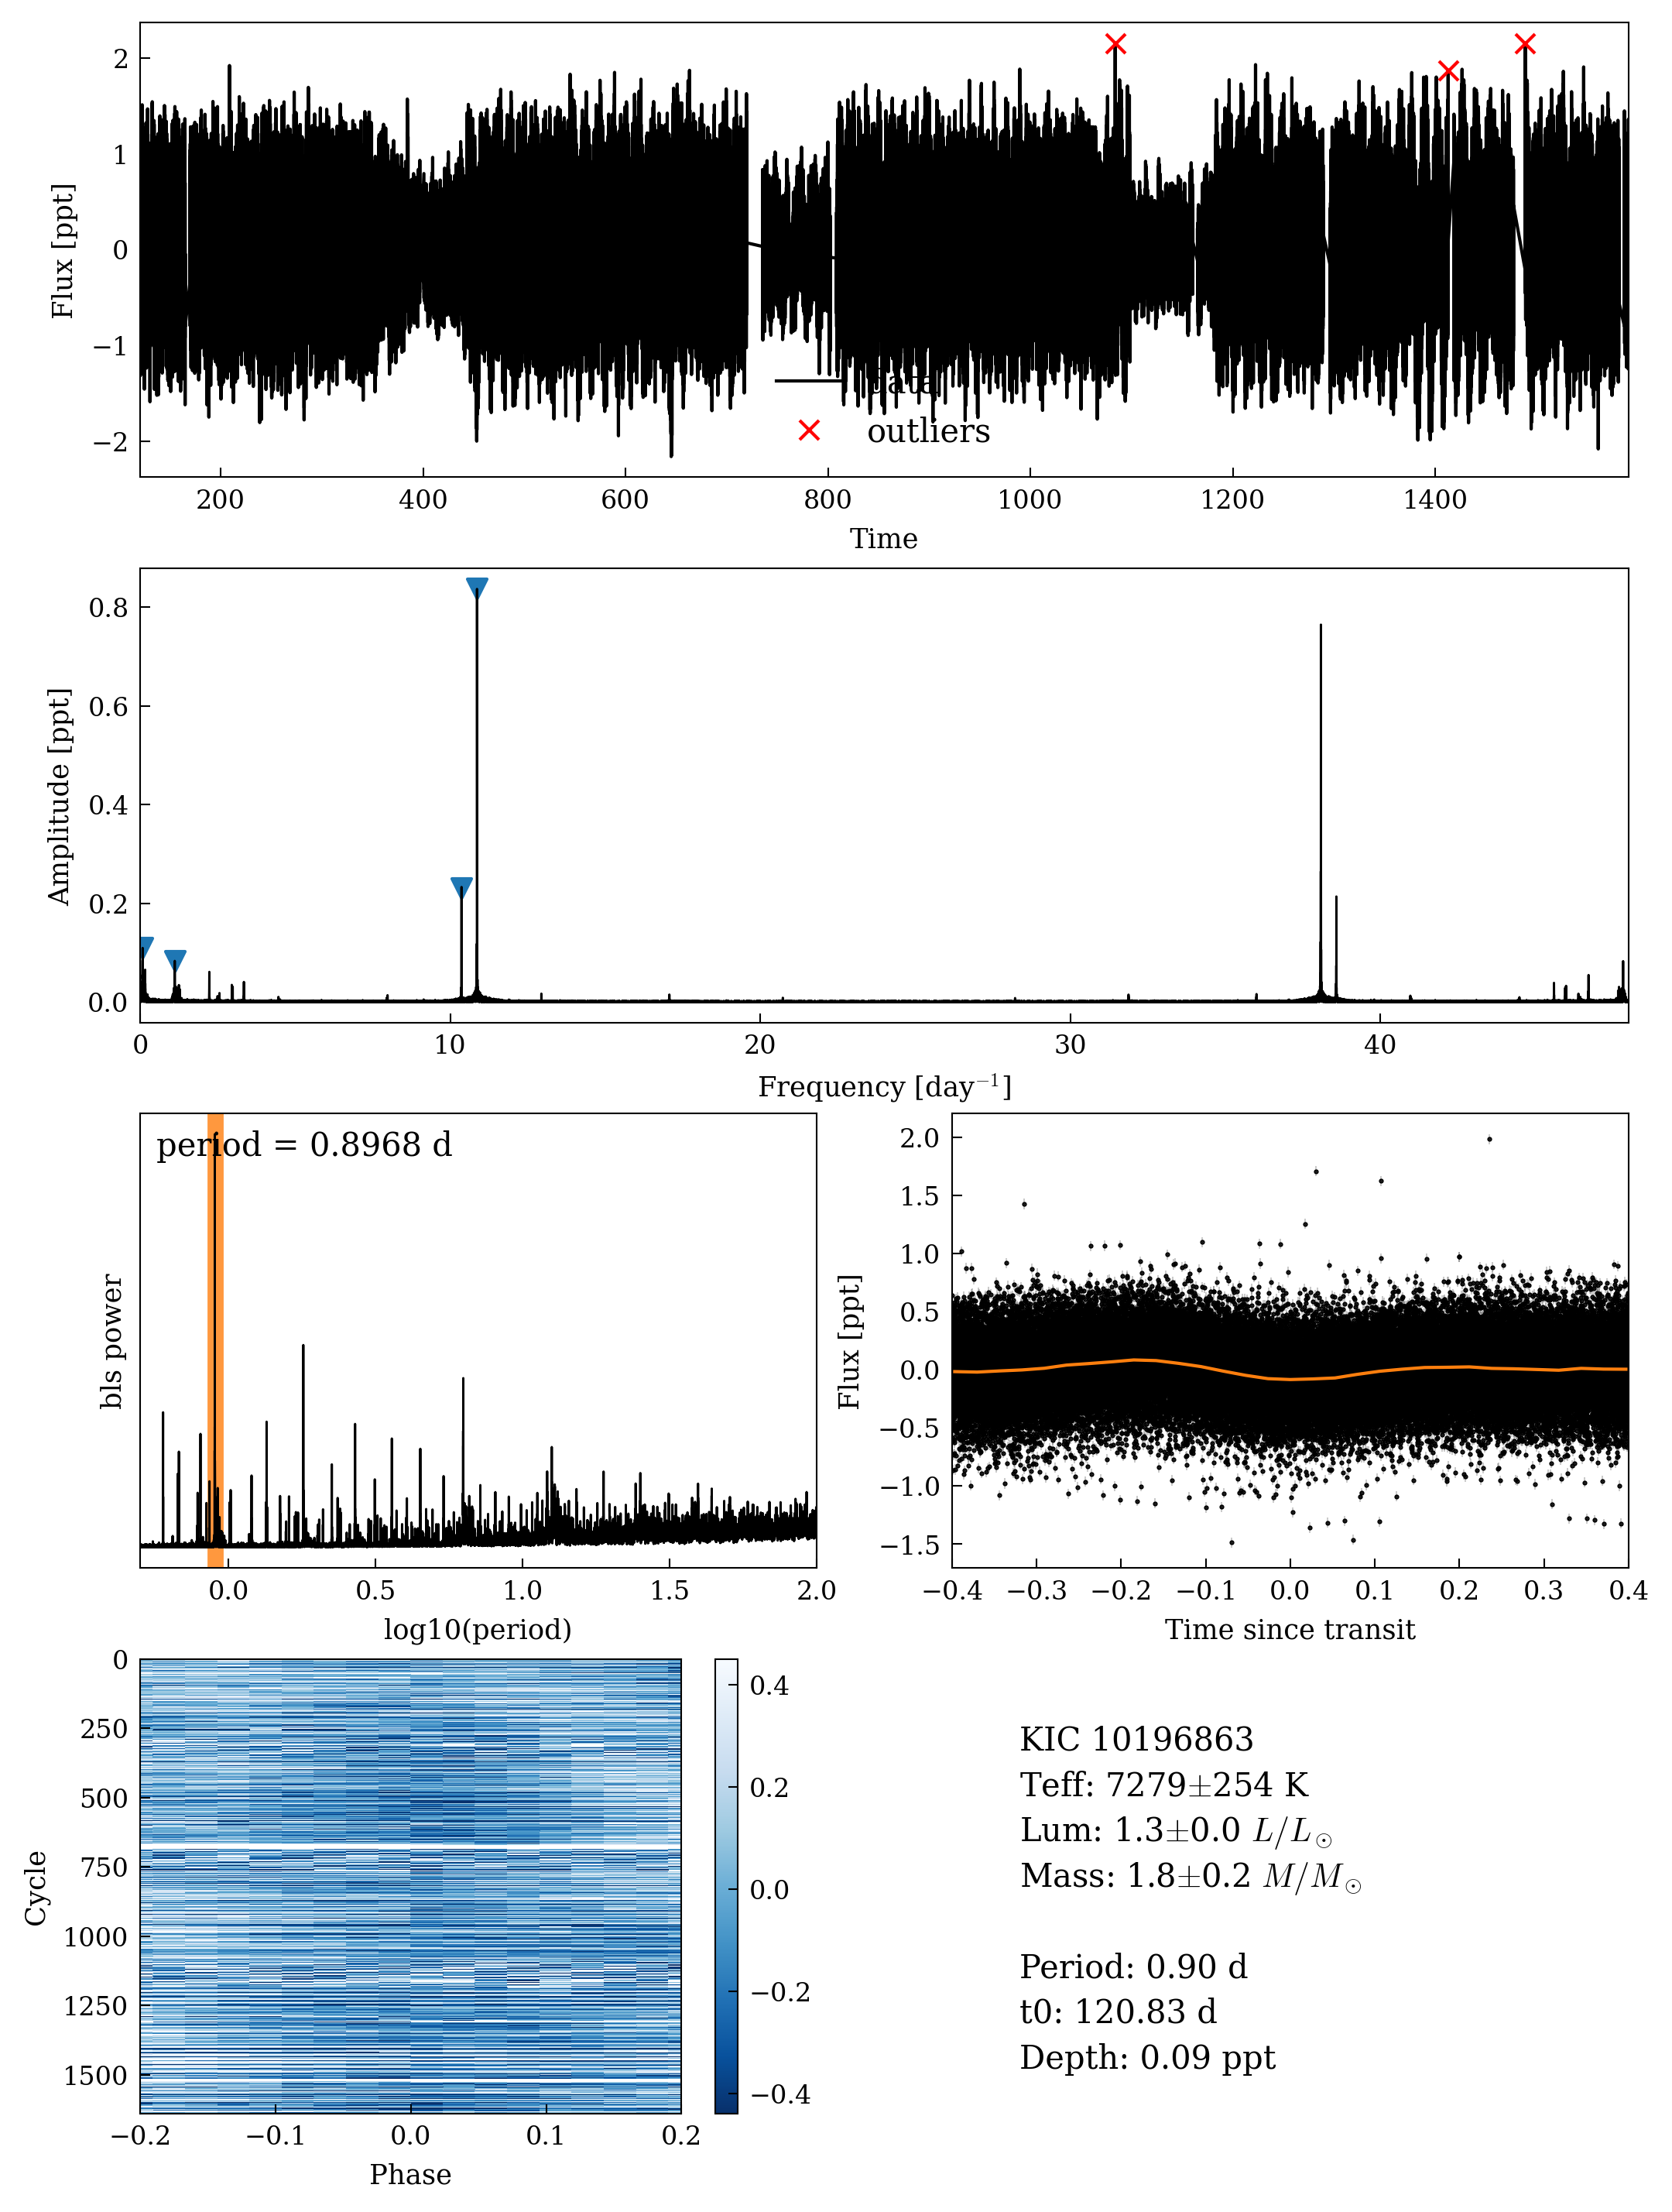 2
1
0
−1
−2
Flux [ppt]
data
outliers
200 400 600 800 1000 1200 1400
Time
0.8
0.6
0.4
0.2
0.0
Amplitude [ppt]
0 10 20 30 40
Frequency [day⁻¹]
period = 0.8968 d
bls power
0.0 0.5 1.0 1.5 2.0
log10(period)
2.0
1.5
1.0
0.5
0.0
−0.5
−1.0
−1.5
Flux [ppt]
−0.4 −0.3 −0.2 −0.1 0.0 0.1 0.2 0.3 0.4
Time since transit
0
250
500
750
1000
1250
1500
Cycle
−0.2 −0.1 0.0 0.1 0.2
Phase
0.4
0.2
0.0
−0.2
−0.4
KIC 10196863
Teff: 7279±254 K
Lum: 1.3±0.0 L/L⊙
Mass: 1.8±0.2 M/M⊙
Period: 0.90 d
t0: 120.83 d
Depth: 0.09 ppt